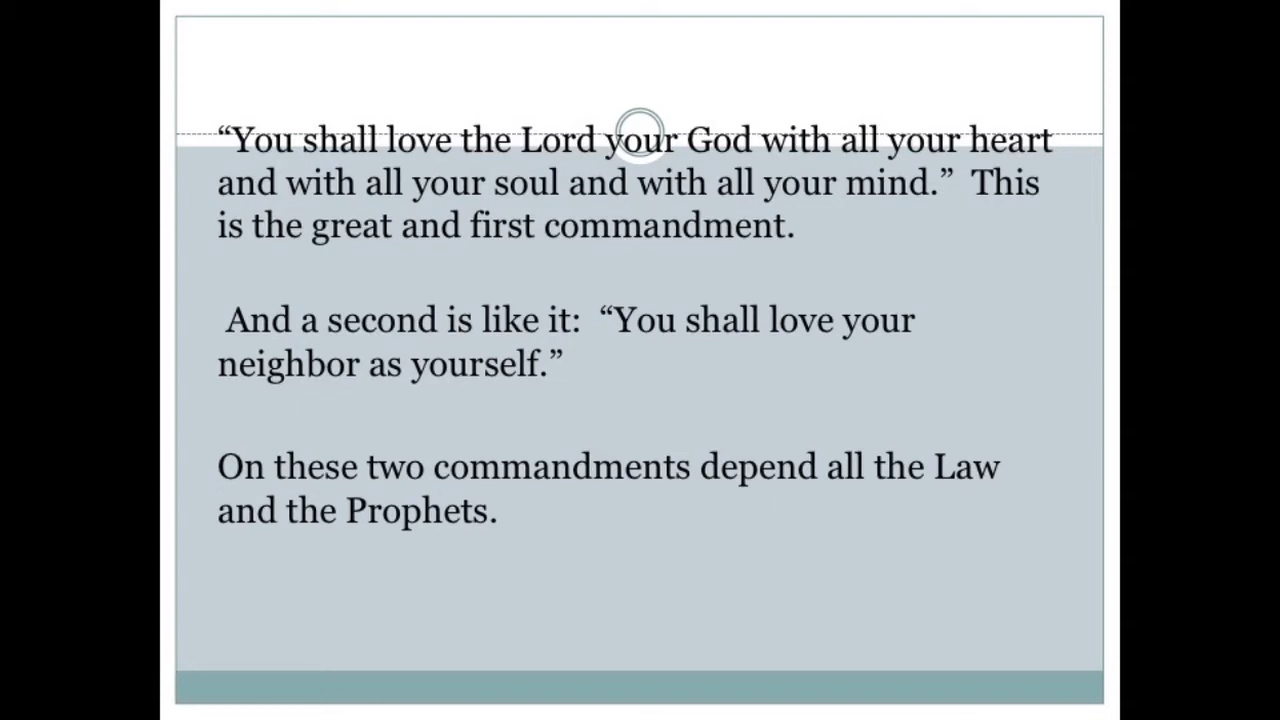 “You shall love the Lord your God with all your heart
and with all your soul and with all your mind.”  This
is the great and first commandment.
And a second is like it:  “You shall love your
neighbor as yourself.”
On these two commandments depend all the Law
and the Prophets.